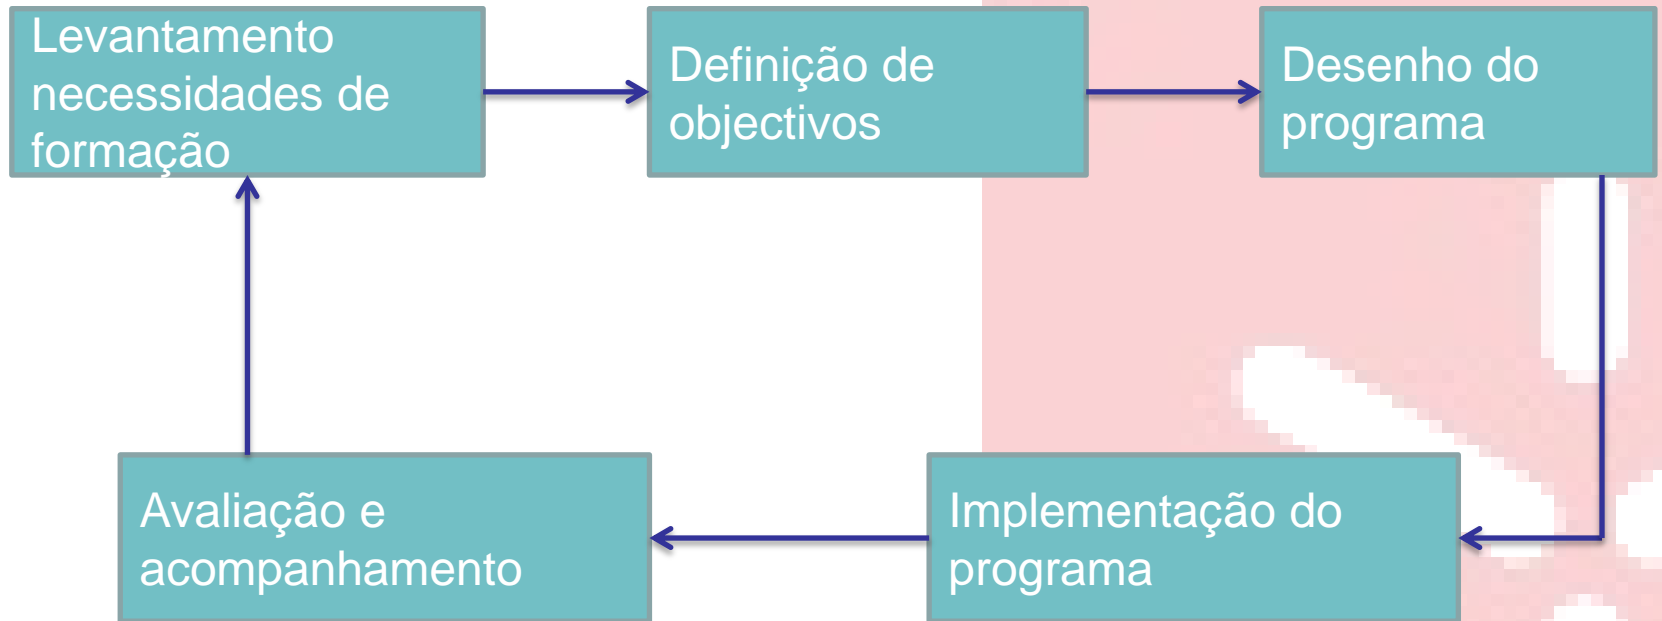 Levantamento
necessidades de
formação
Definição de
objectivos
Desenho do
programa
Implementação do
programa
Avaliação e
acompanhamento